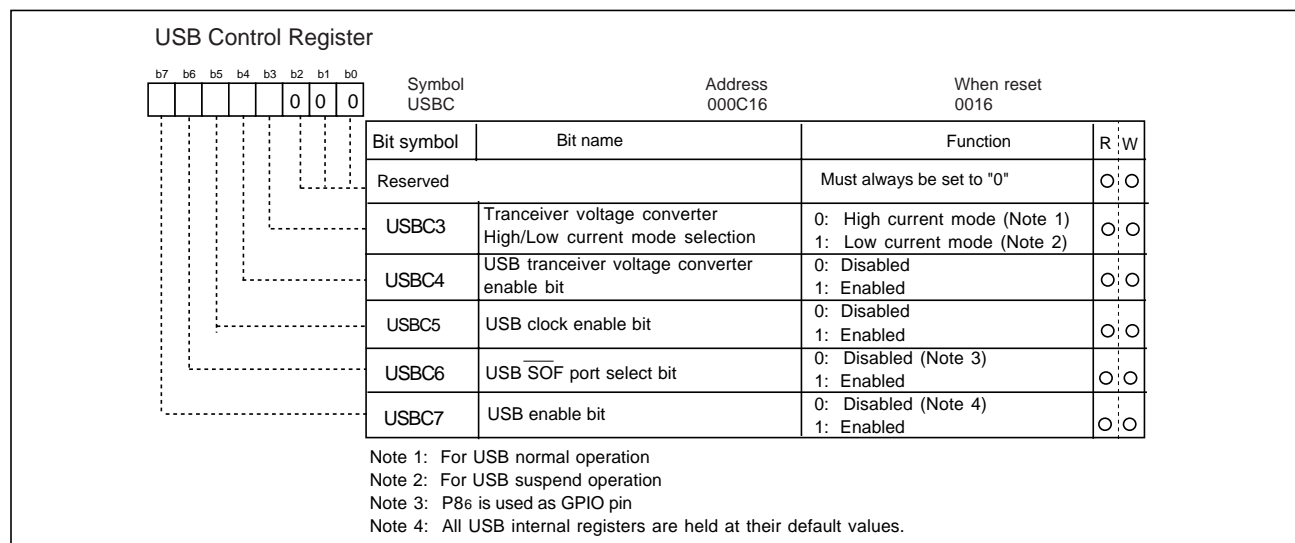 USB Control Register
b7 b6 b5 b4 b3 b2 b1 b0
0 0 0
Symbol Address When reset
USBC 000C16 0016
Bit symbol Bit name Function R W
Reserved Must always be set to "0" O O
USBC3 Tranceiver voltage converter High/Low current mode selection 0: High current mode (Note 1) O O
1: Low current mode (Note 2)
USBC4 USB tranceiver voltage converter enable bit 0: Disabled O O
1: Enabled
USBC5 USB clock enable bit 0: Disabled O O
1: Enabled
USBC6 USB SOF port select bit 0: Disabled (Note 3) O O
1: Enabled
USBC7 USB enable bit 0: Disabled (Note 4) O O
1: Enabled
Note 1: For USB normal operation
Note 2: For USB suspend operation
Note 3: P86 is used as GPIO pin
Note 4: All USB internal registers are held at their default values.